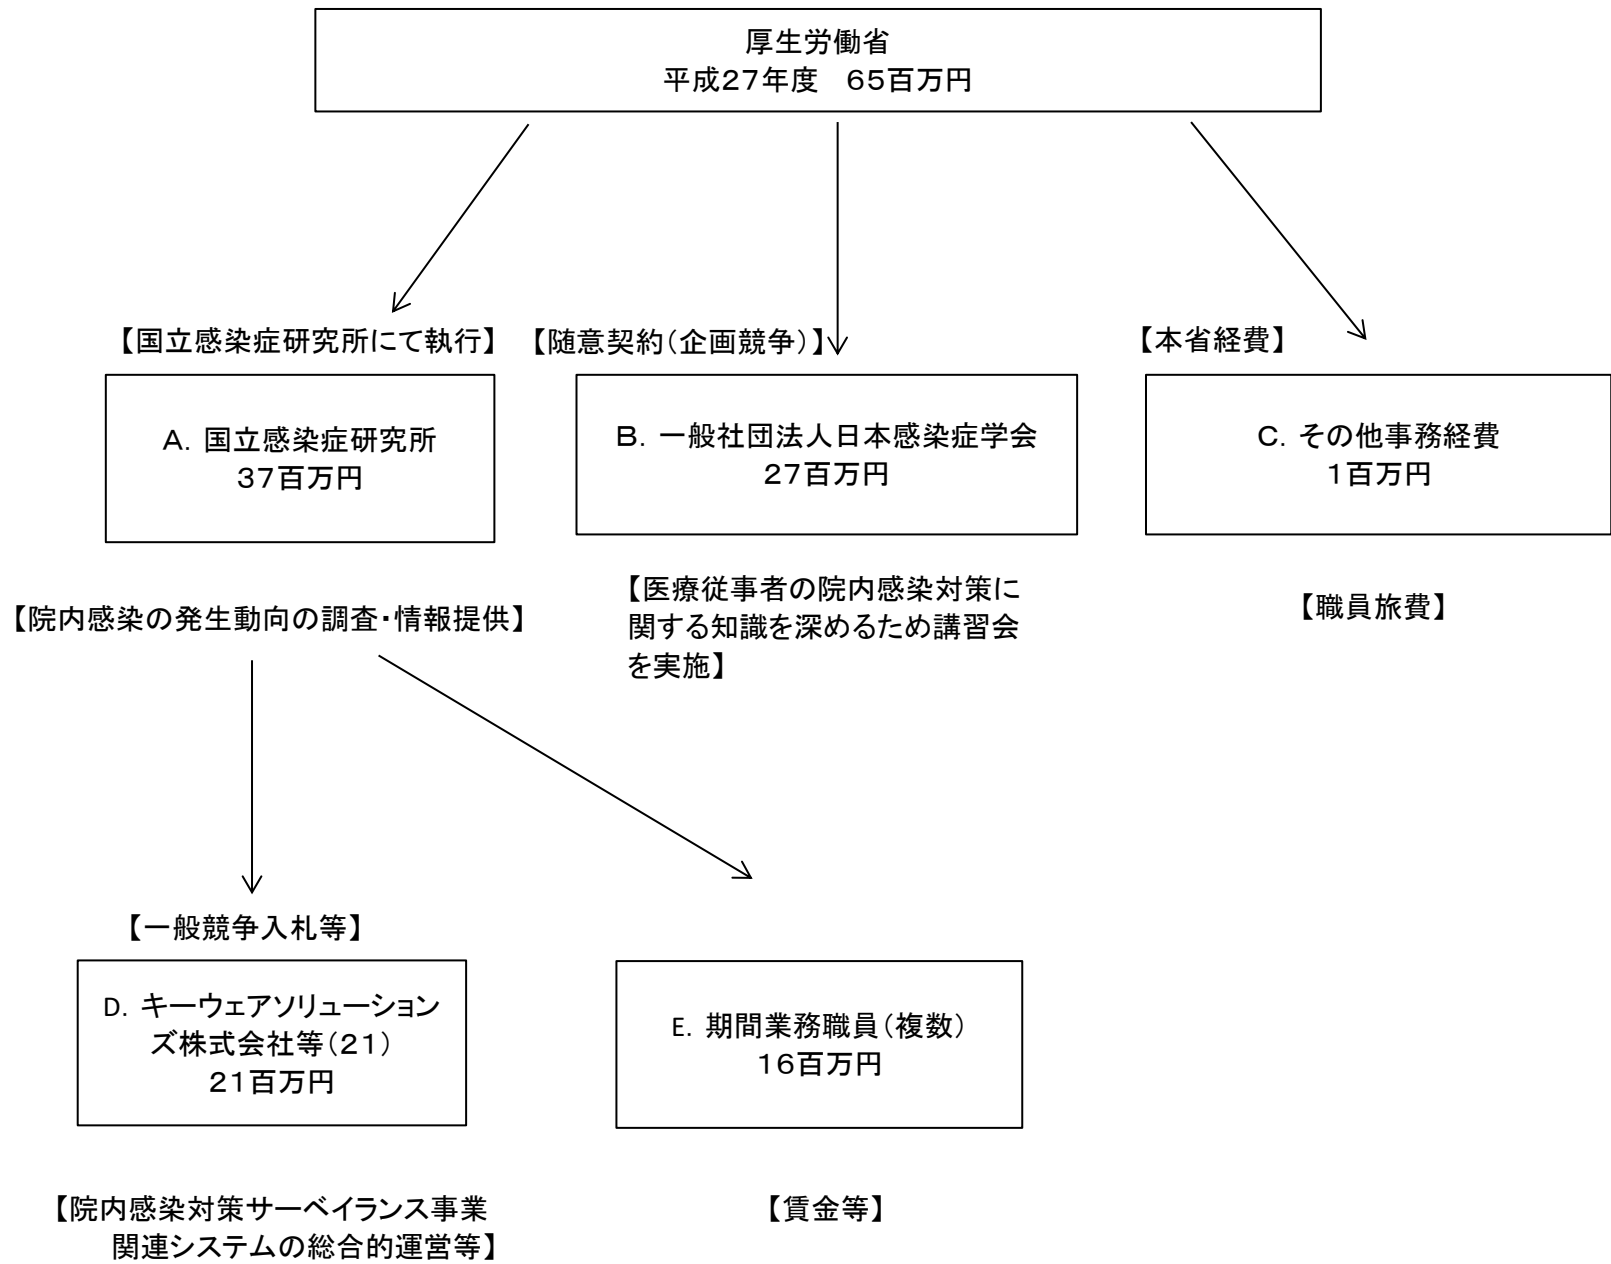 厚生労働省
平成27年度　65百万円
【国立感染症研究所にて執行】
【随意契約（企画競争）】
【本省経費】
A．国立感染症研究所
37百万円
B．一般社団法人日本感染症学会
27百万円
C．その他事務経費
1百万円
【院内感染の発生動向の調査・情報提供】
【医療従事者の院内感染対策に
関する知識を深めるため講習会
を実施】
【職員旅費】
【一般競争入札等】
D．キーウェアソリューション
ズ株式会社等（21）
21百万円
E．期間業務職員（複数）
16百万円
【院内感染対策サーベイランス事業
関連システムの総合的運営等】
【賃金等】